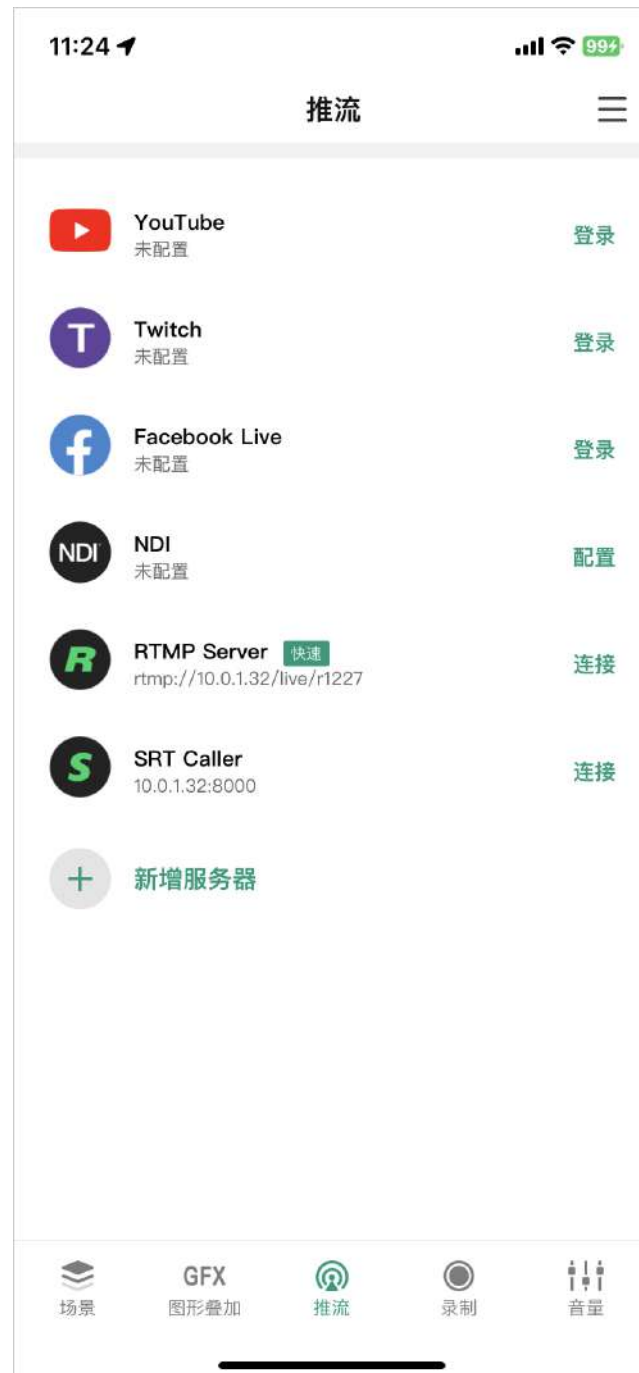 11:24
99
推流
YouTube
未配置
登录
T
Twitch
未配置
登录
f
Facebook Live
未配置
登录
NDI
NDI
未配置
配置
R
RTMP Server 快速
rtmp://10.0.1.32/live/r1227
连接
S
SRT Caller
10.0.1.32:8000
连接
新增服务器
GFX
场景 图形叠加 推流 录制 音量